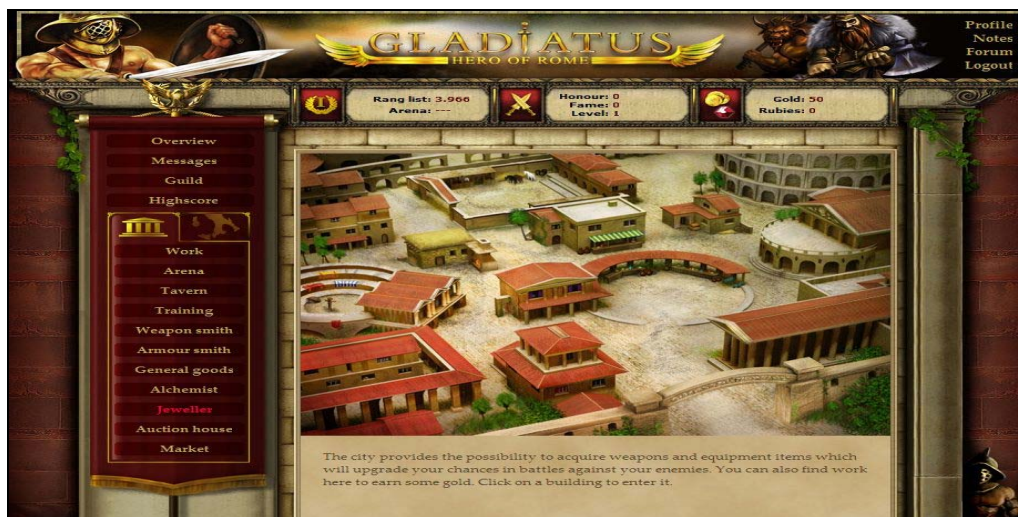 GLADIATUS
HERO OF ROME
Profile
Notes
Forum
Logout
Rang list: 3.966
Arena: ---
Honour: 0
Fame: 0
Level: 1
Gold: 50
Rubies: 0
Overview
Messages
Guild
Highscore
Work
Arena
Tavern
Training
Weapon smith
Armour smith
General goods
Alchemist
Jeweller
Auction house
Market
The city provides the possibility to acquire weapons and equipment items which
will upgrade your chances in battles against your enemies. You can also find work
here to earn some gold. Click on a building to enter it.